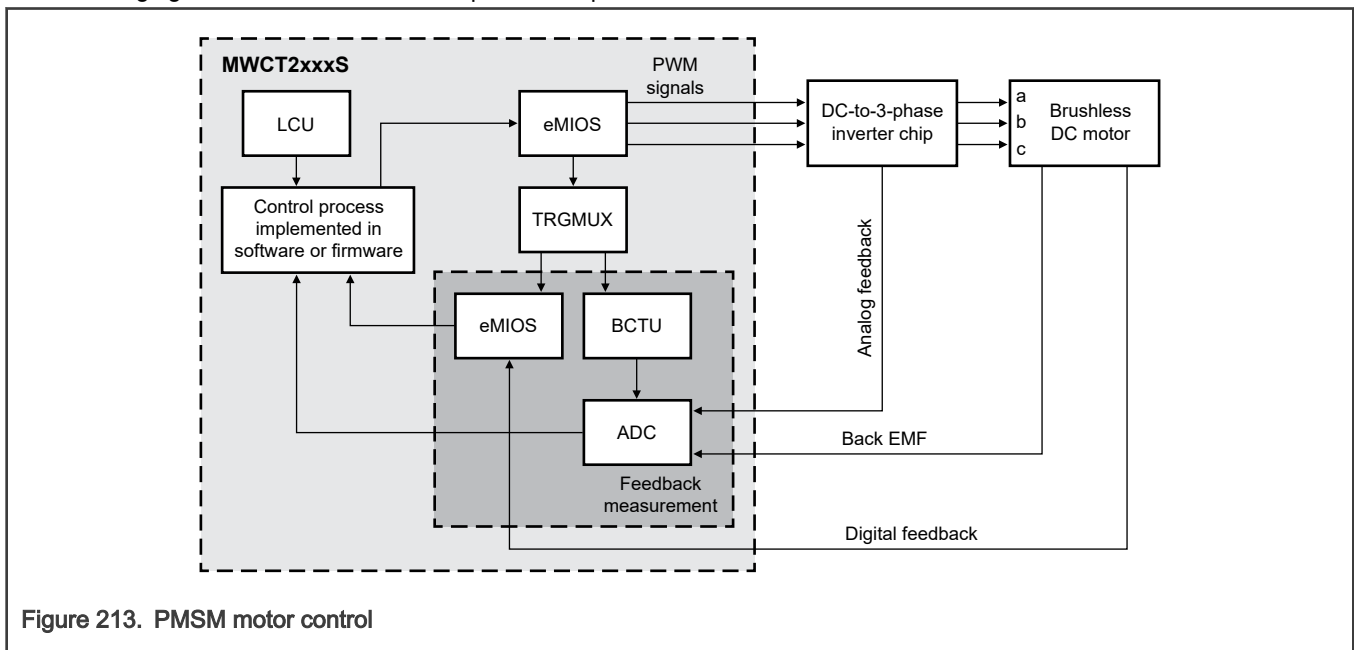 MWCT2xxxS
PWM
signals
LCU
eMIOS
DC-to-3-phase
inverter chip
a
b
c
Brushless
DC motor
Control process
implemented in
software or firmware
TRGMUX
Analog feedback
eMIOS
BCTU
ADC
Back EMF
Feedback
measurement
Digital feedback
Figure 213. PMSM motor control